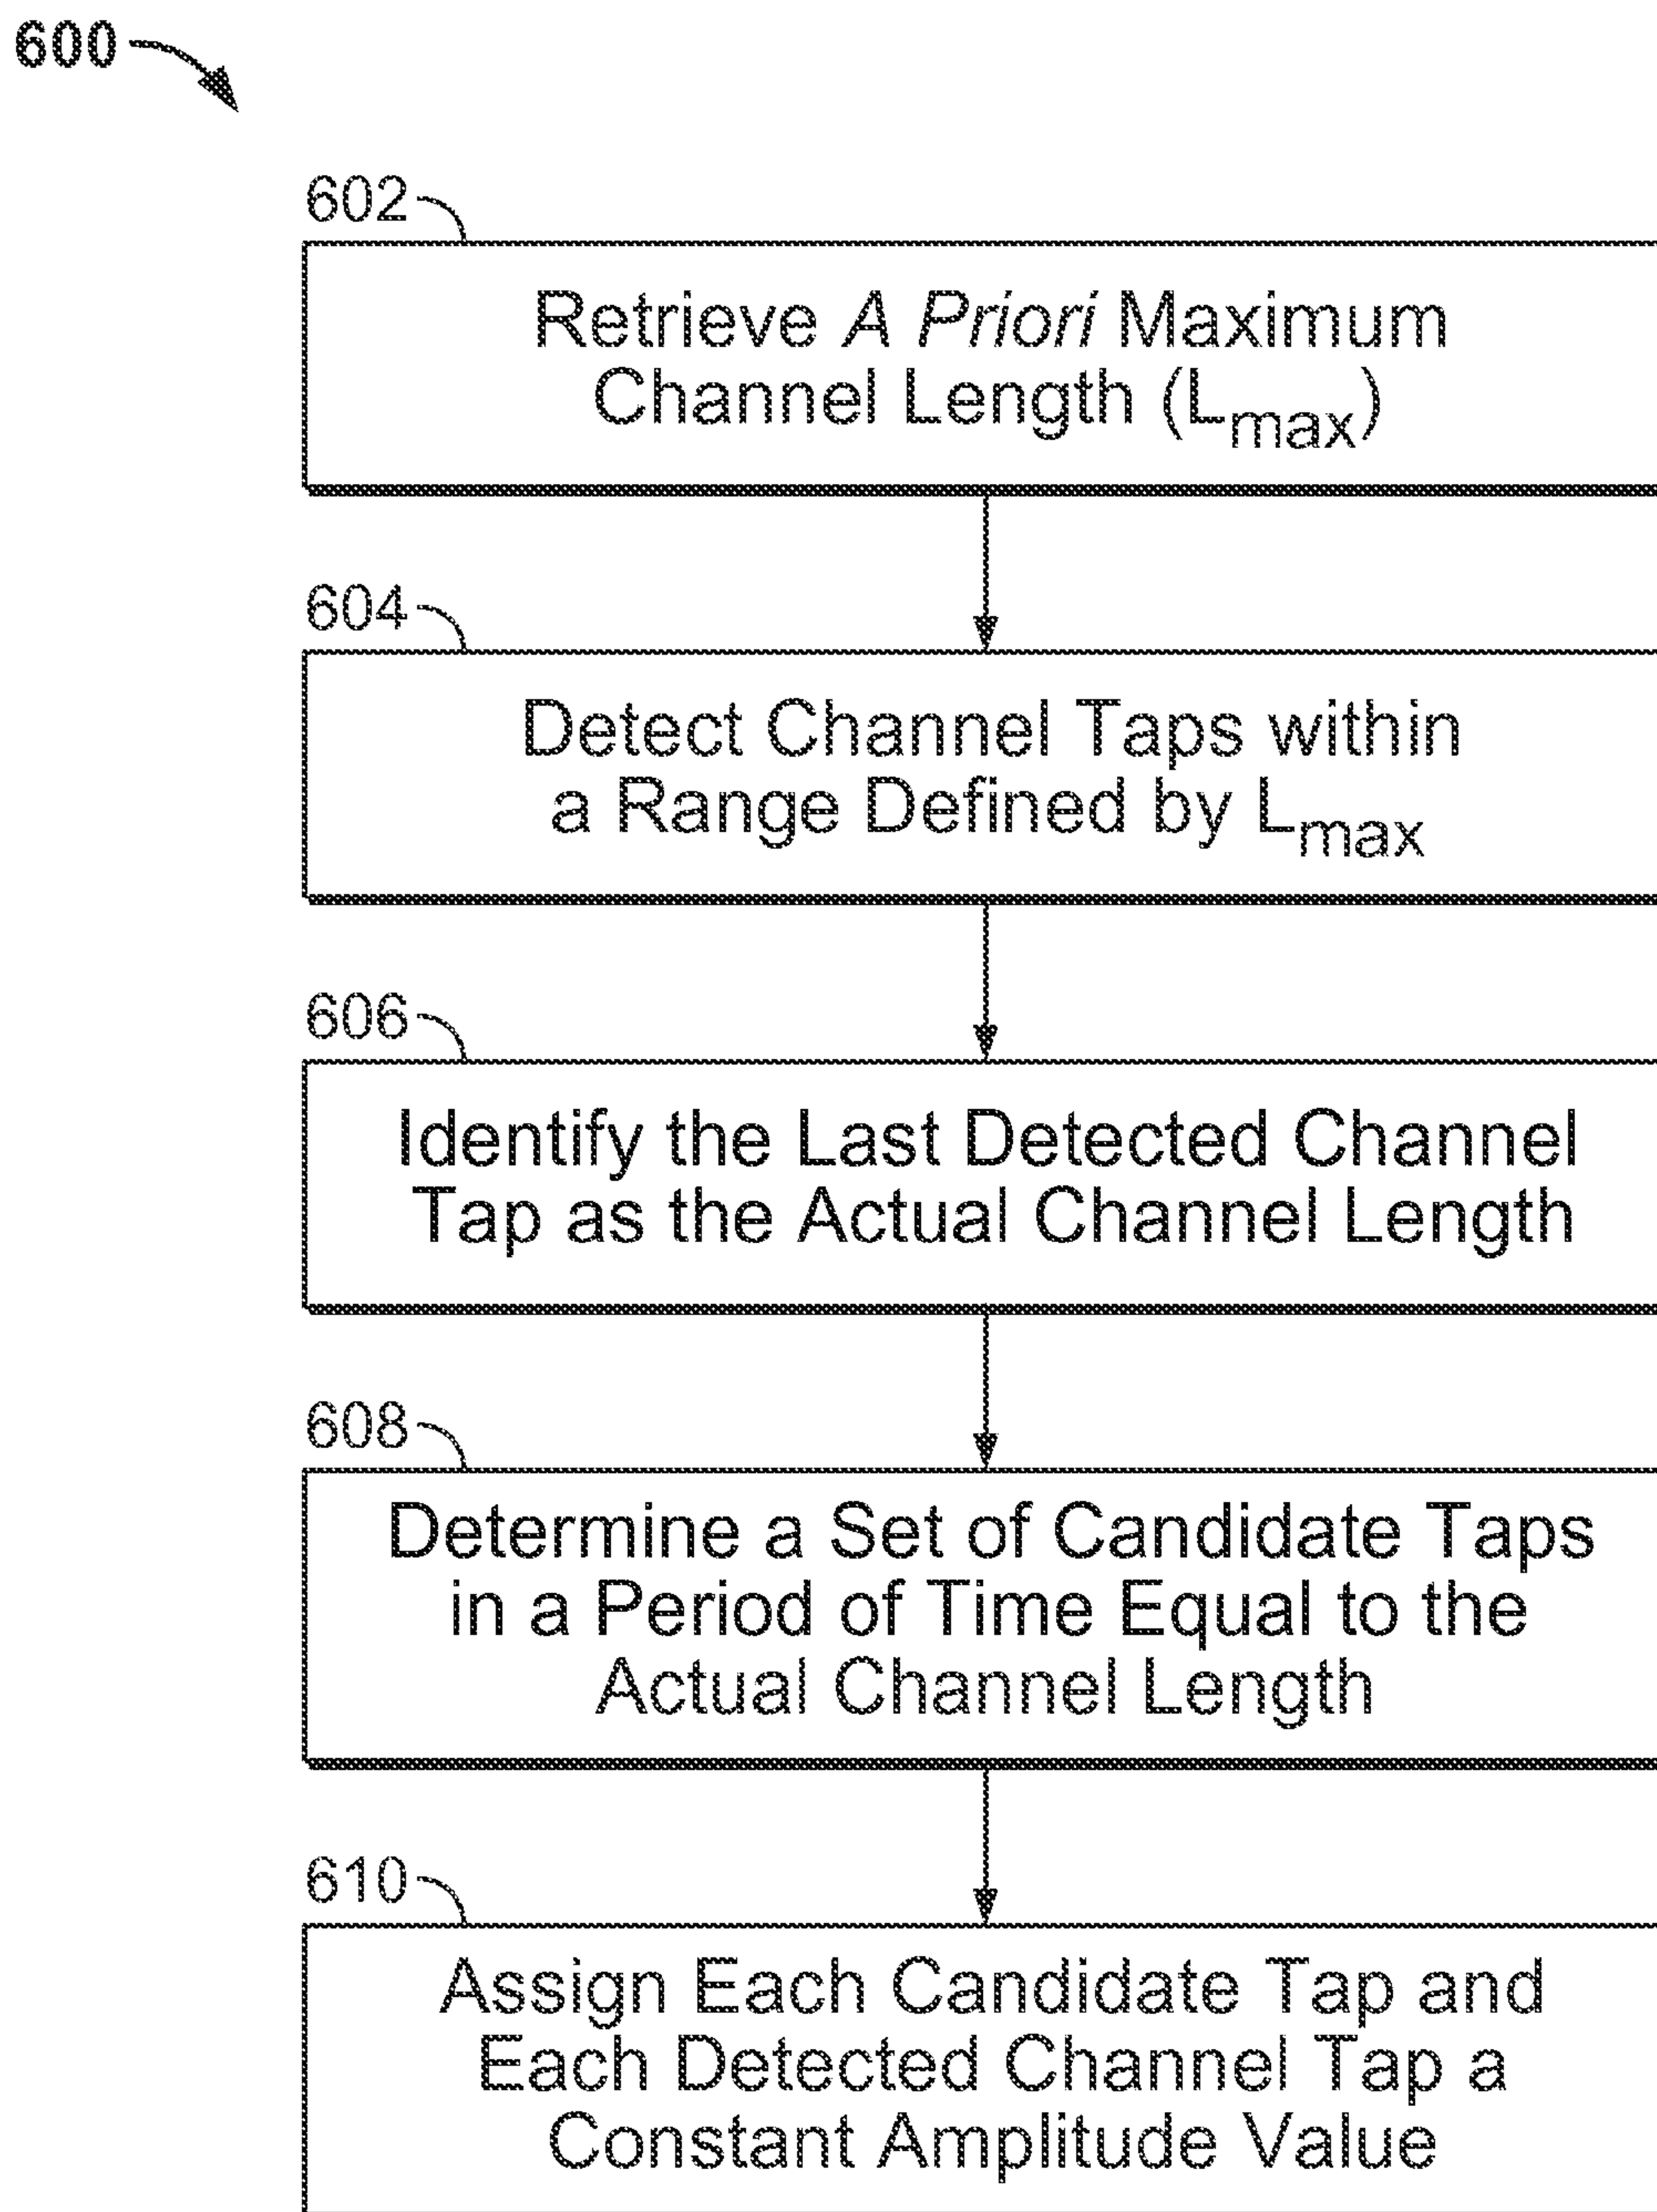 600
602
Retrieve A Priori Maximum
Channel Length (Lmax)
604
Detect Channel Taps within
a Range Defined by Lmax
606
Identify the Last Detected Channel
Tap as the Actual Channel Length
608
Determine a Set of Candidate Taps
in a Period of Time Equal to the
Actual Channel Length
610
Assign Each Candidate Tap and
Each Detected Channel Tap a
Constant Amplitude Value